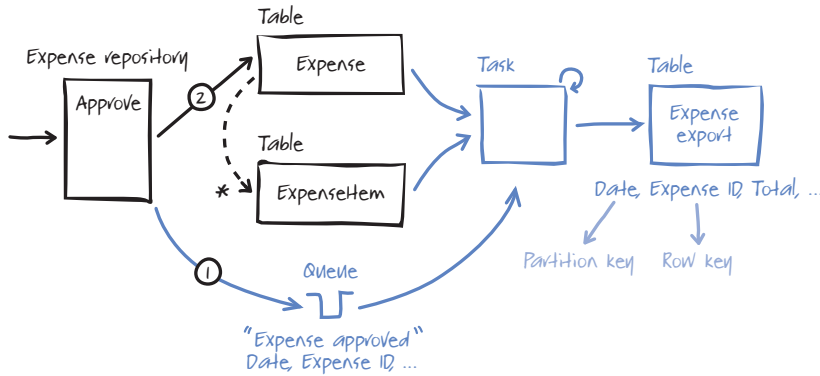 Table
Expense repository
Expense
Task
Table
Approve
2
Expense
export
Table
*
ExpenseItem
Date, Expense ID, Total, ...
1
Queue
Partition key
Row key
"Expense approved"
Date, Expense ID, ...